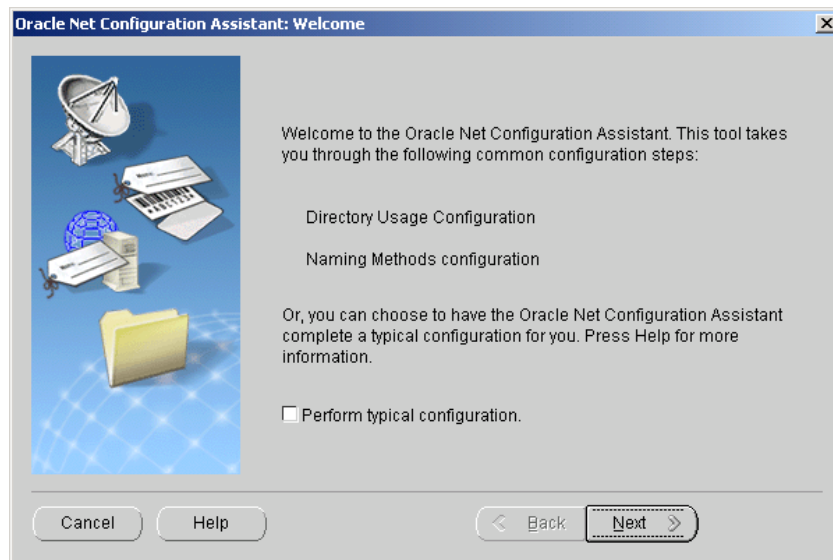 Oracle Net Configuration Assistant: Welcome
Welcome to the Oracle Net Configuration Assistant. This tool takes
you through the following common configuration steps:
Directory Usage Configuration
Naming Methods configuration
Or, you can choose to have the Oracle Net Configuration Assistant
complete a typical configuration for you. Press Help for more
information.
Perform typical configuration.
Cancel
Help
Back
Next